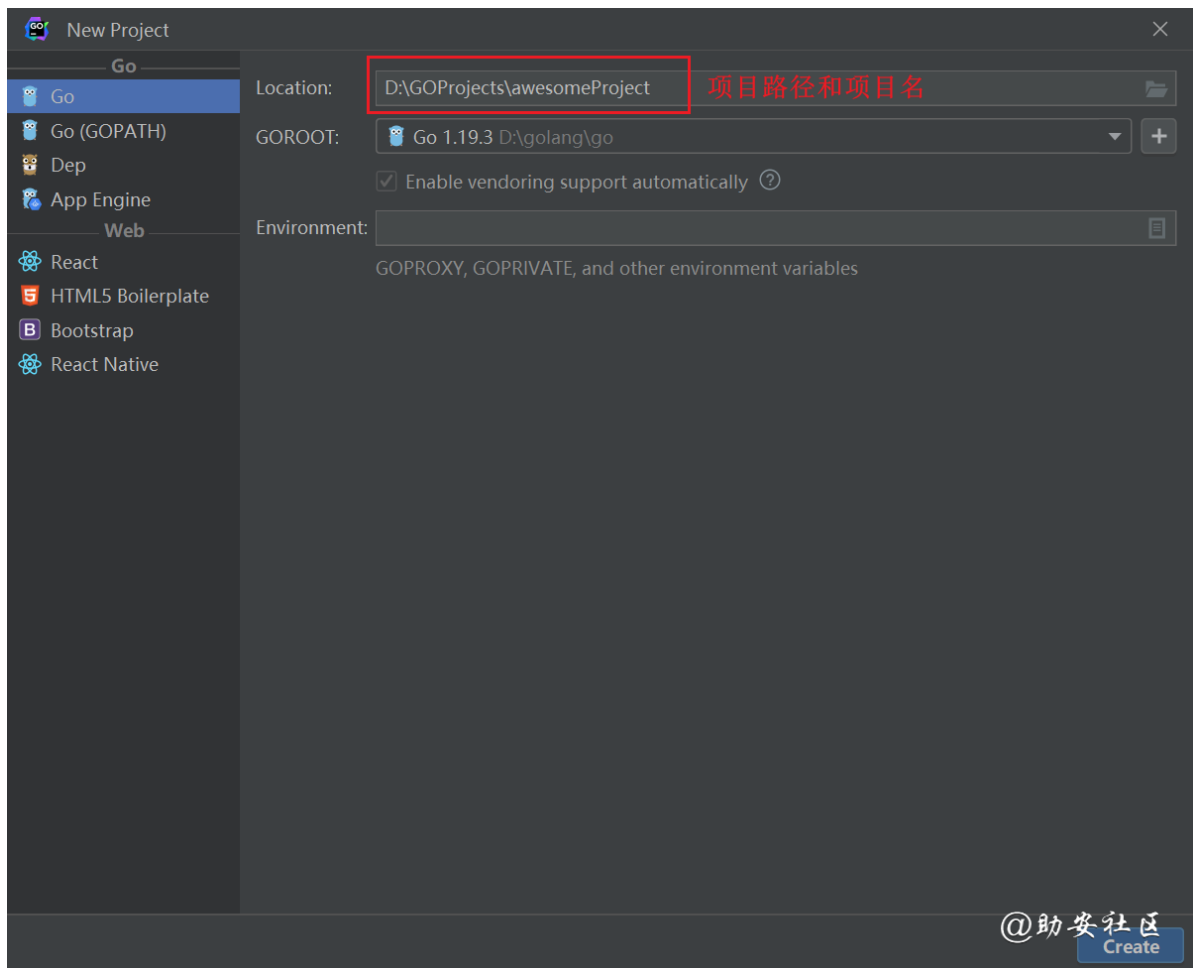 New Project
Go
Go
Go (GOPATH)
Dep
App Engine
Web
React
HTML5 Boilerplate
Bootstrap
React Native
Location: D:\GOProjects\awesomeProject 项目路径和项目名
GOROOT: Go 1.19.3 D:\golang\go
Enable vendoring support automatically
Environment:
GOPROXY, GOPRIVATE, and other environment variables
@助安社区
Create